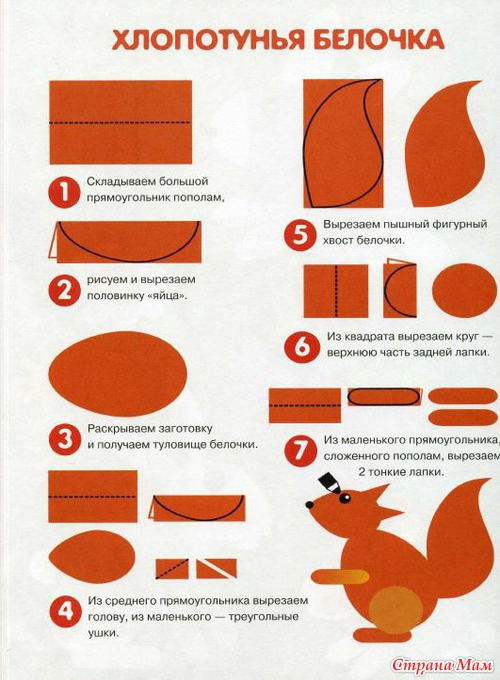 ХЛОПОТУНЬЯ БЕЛОЧКА
1
Складываем большой
прямоугольник пополам,
2
рисуем и вырезаем
половинку «яйца».
3
Раскрываем заготовку
и получаем туловище белочки.
4
Из среднего прямоугольника вырезаем
голову, из маленького — треугольные
ушки.
5
Вырезаем пышный фигурный
хвост белочки.
6
Из квадрата вырезаем круг —
верхнюю часть задней лапки.
7
Из маленького прямоугольника,
сложенного пополам, вырезаем
2 тонкие лапки.
Страна Мам